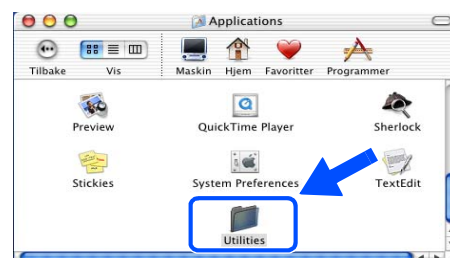 Applications
Tilbake Vis Maskin Hjem Favoritter Programmer
Preview QuickTime Player Sherlock
Stickies System Preferences TextEdit
Utilities